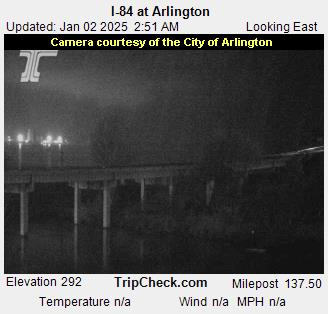 I-84 at Arlington
Updated: Jan 02 2025 2:51 AM Looking East
Camera courtesy of the City of Arlington
Elevation 292 TripCheck.com Milepost 137.50
Temperature n/a Wind n/a MPH n/a